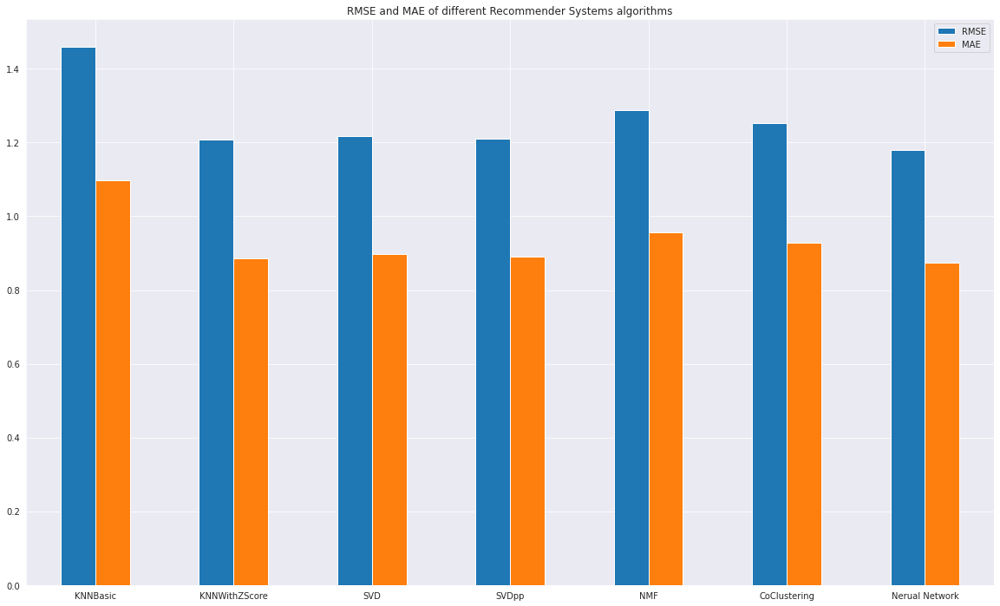 RMSE and MAE of different Recommender Systems algorithms
RMSE
MAE
1.4
1.2
1.0
0.8
0.6
0.4
0.2
0.0
KNNBasic KNNWithZScore SVD SVDpp NMF CoClustering Nerual Network